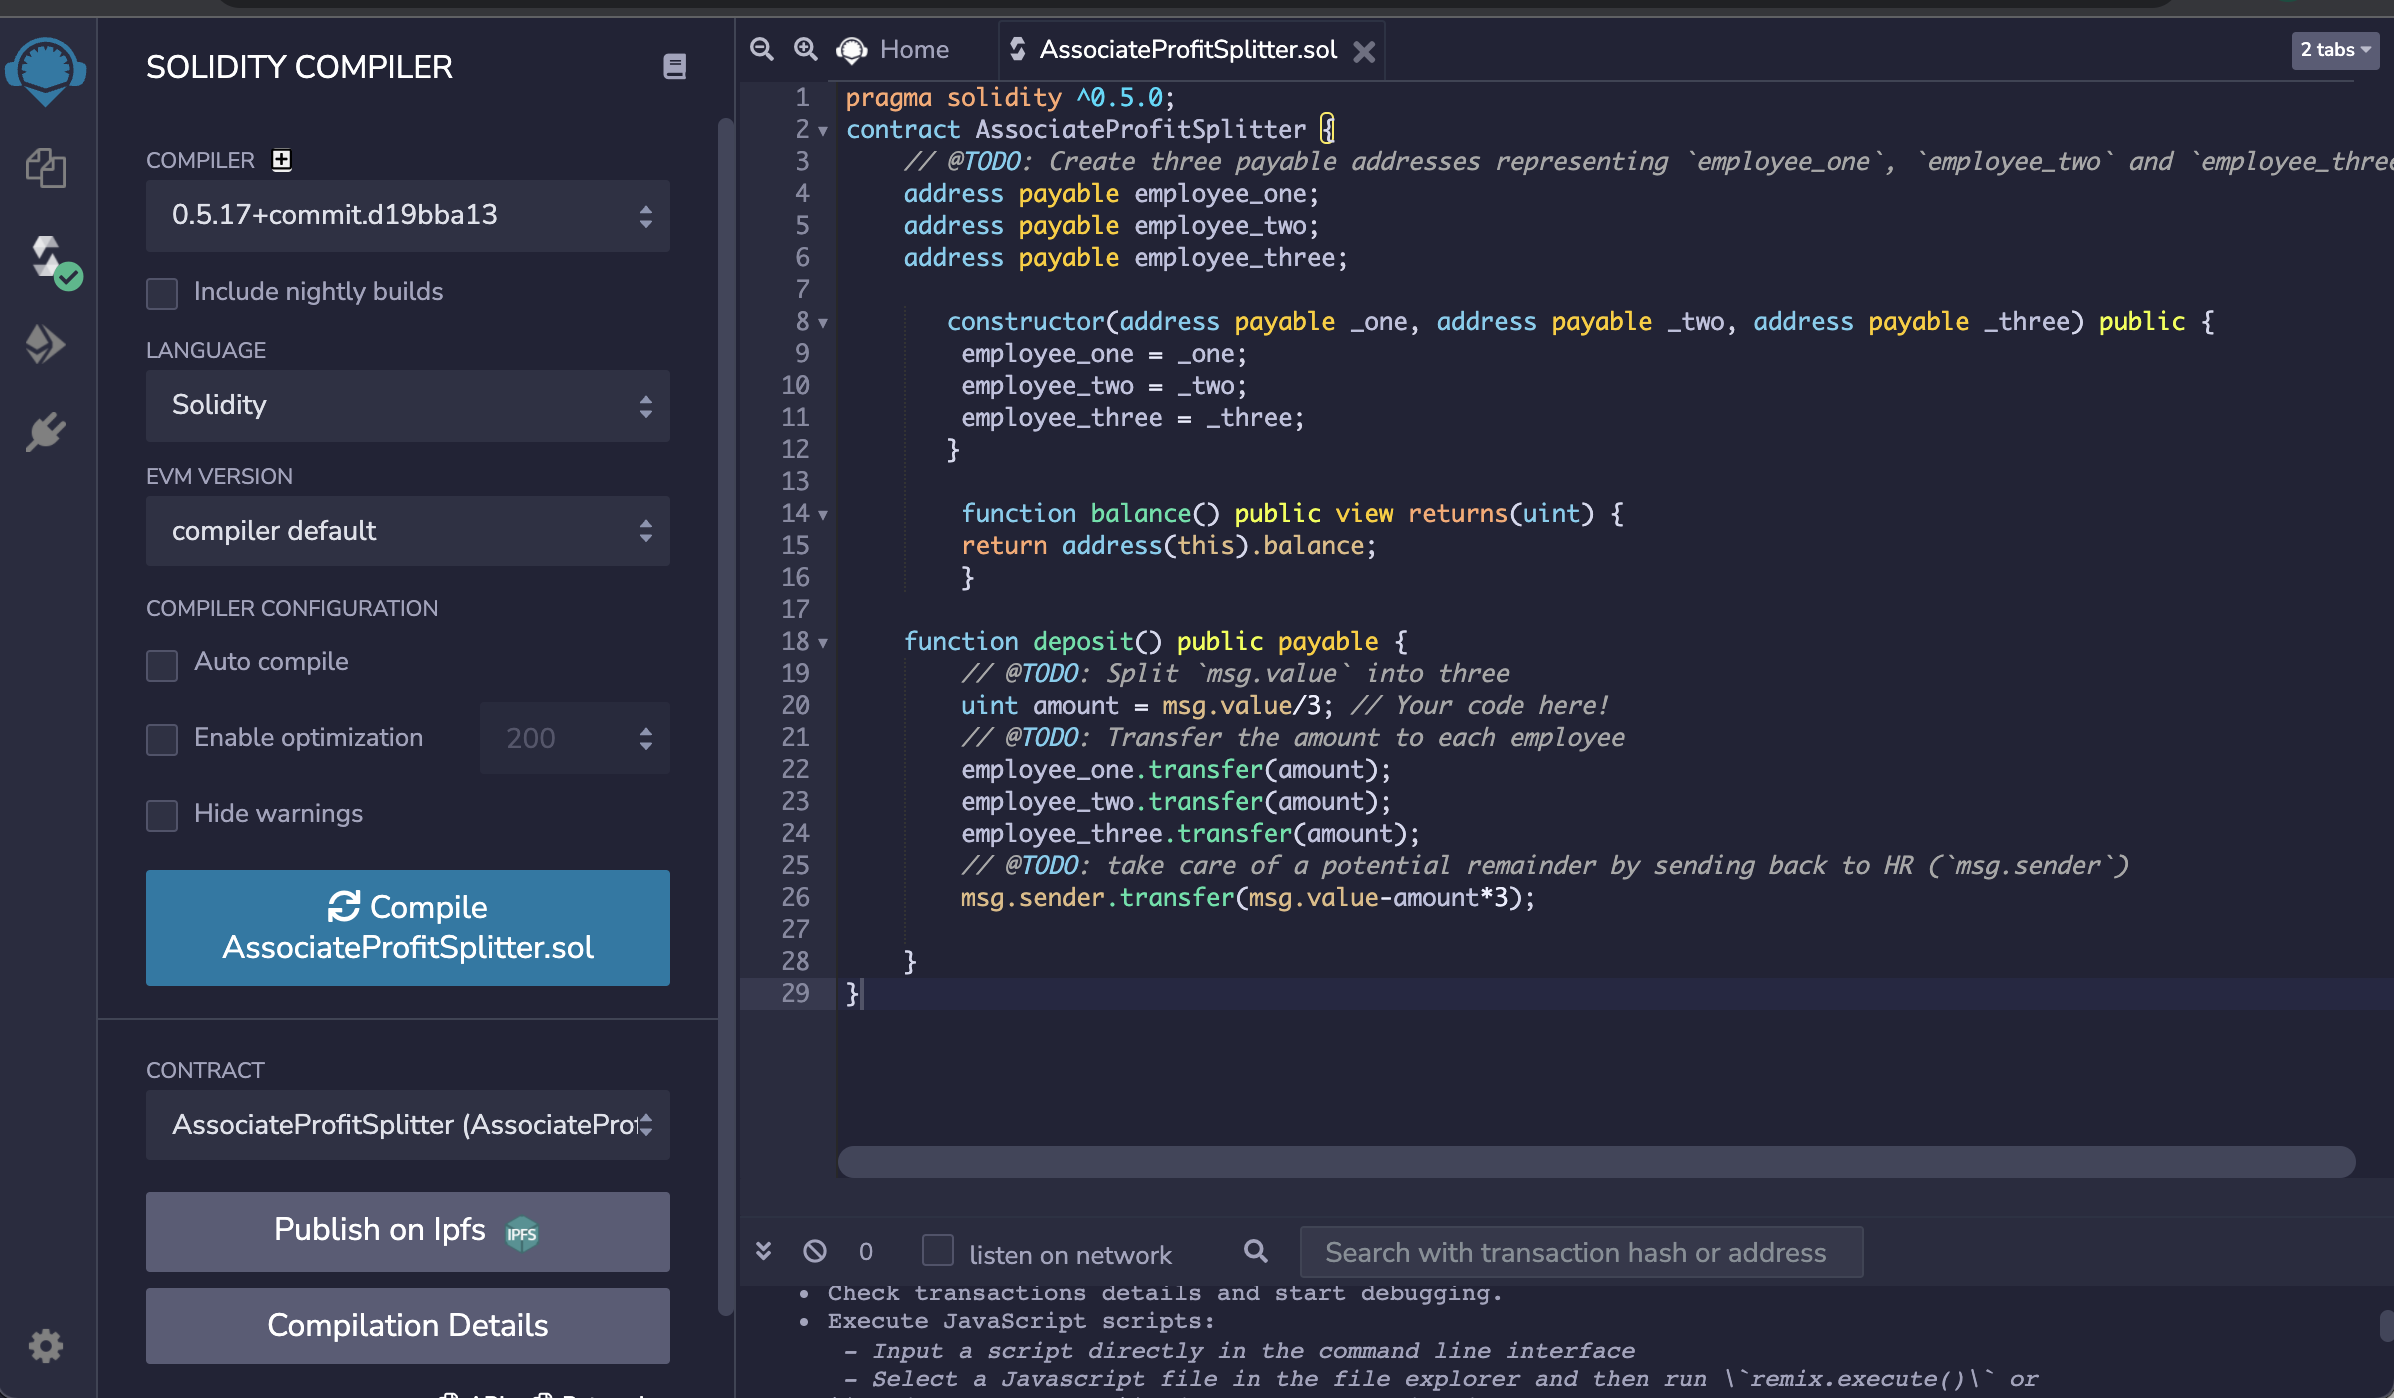 SOLIDITY COMPILER
COMPILER
0.5.17+commit.d19bba13
Include nightly builds
LANGUAGE
Solidity
EVM VERSION
compiler default
COMPILER CONFIGURATION
Auto compile
Enable optimization 200
Hide warnings
Compile
AssociateProfitSplitter.sol
CONTRACT
AssociateProfitSplitter (AssociateProf
Publish on Ipfs IPFS
Compilation Details
Home AssociateProfitSplitter.sol 2 tabs
1 pragma solidity ^0.5.0;
2 contract AssociateProfitSplitter {
3 // @TODO: Create three payable addresses representing `employee_one`, `employee_two` and `employee_three
4 address payable employee_one;
5 address payable employee_two;
6 address payable employee_three;
7
8 constructor(address payable _one, address payable _two, address payable _three) public {
9 employee_one = _one;
10 employee_two = _two;
11 employee_three = _three;
12 }
13
14 function balance() public view returns(uint) {
15 return address(this).balance;
16 }
17
18 function deposit() public payable {
19 // @TODO: Split `msg.value` into three
20 uint amount = msg.value/3; // Your code here!
21 // @TODO: Transfer the amount to each employee
22 employee_one.transfer(amount);
23 employee_two.transfer(amount);
24 employee_three.transfer(amount);
25 // @TODO: take care of a potential remainder by sending back to HR (`msg.sender`)
26 msg.sender.transfer(msg.value-amount*3);
27
28 }
29 }
0 listen on network Search with transaction hash or address
• Check transactions details and start debugging.
• Execute JavaScript scripts:
- Input a script directly in the command line interface
- Select a Javascript file in the file explorer and then run \`remix.execute()\` or